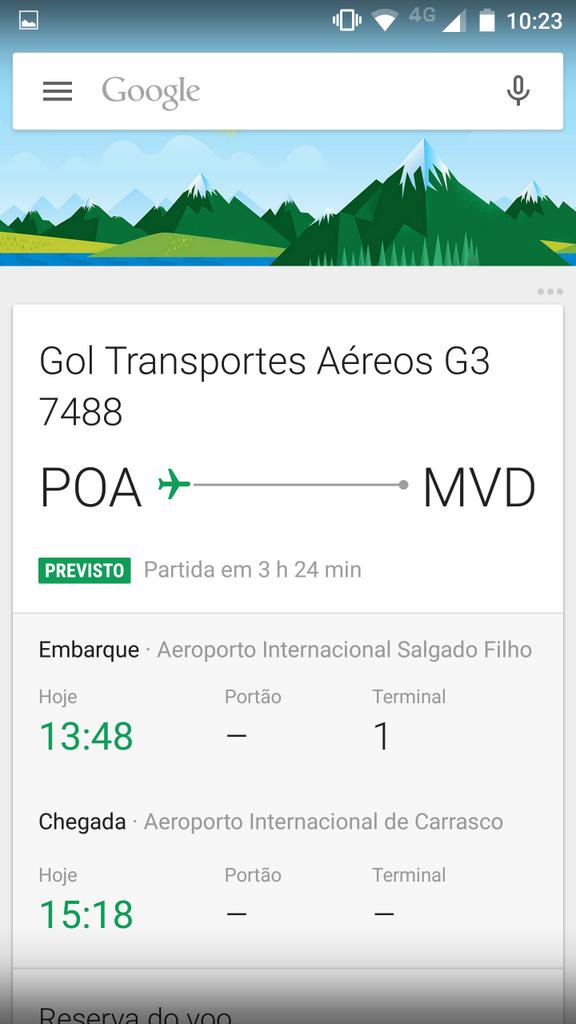 4G 10:23
Google
Gol Transportes Aéreos G3
7488
POA MVD
PREVISTO Partida em 3 h 24 min
Embarque · Aeroporto Internacional Salgado Filho
Hoje Portão Terminal
13:48 – 1
Chegada · Aeroporto Internacional de Carrasco
Hoje Portão Terminal
15:18 – –
Reserva do voo